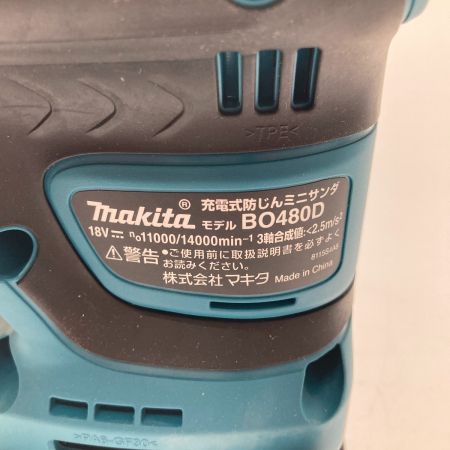 >TPE<
充電式防じんミニサンダ
makita® モデル BO480D
18V⎓ n₀11000/14000min⁻¹ 3軸合成値:<2.5m/s²
⚠警告 ●ご使用前に取扱説明書を必ずよく
お読みください。
株式会社マキタ Made in China